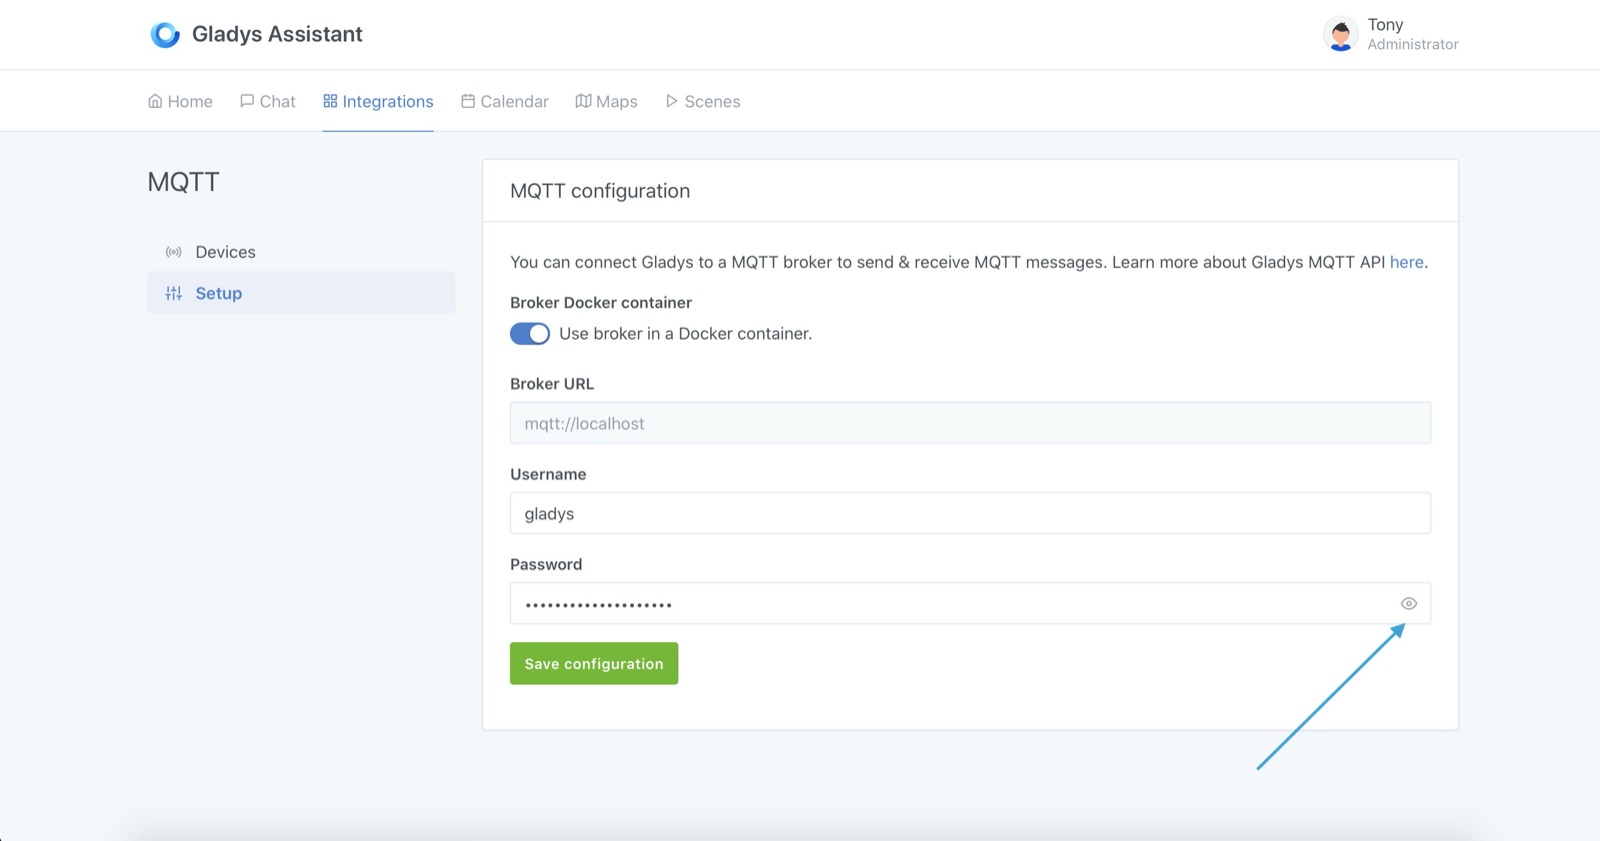 Gladys Assistant
Tony
Administrator
Home Chat Integrations Calendar Maps Scenes
MQTT
Devices
Setup
MQTT configuration
You can connect Gladys to a MQTT broker to send & receive MQTT messages. Learn more about Gladys MQTT API here.
Broker Docker container
Use broker in a Docker container.
Broker URL
mqtt://localhost
Username
gladys
Password
••••••••••••••••••••
Save configuration